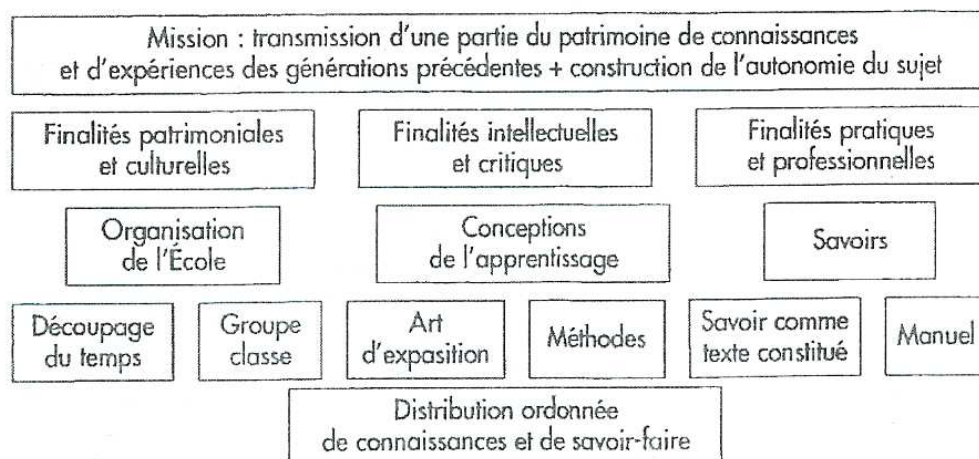 Mission : transmission d'une partie du patrimoine de connaissances
et d'expériences des générations précédentes + construction de l'autonomie du sujet
Finalités patrimoniales
et culturelles
Finalités intellectuelles
et critiques
Finalités pratiques
et professionnelles
Organisation
de l'École
Conceptions
de l'apprentissage
Savoirs
Découpage
du temps
Groupe
classe
Art
d'exposition
Méthodes
Savoir comme
texte constitué
Manuel
Distribution ordonnée
de connaissances et de savoir-faire